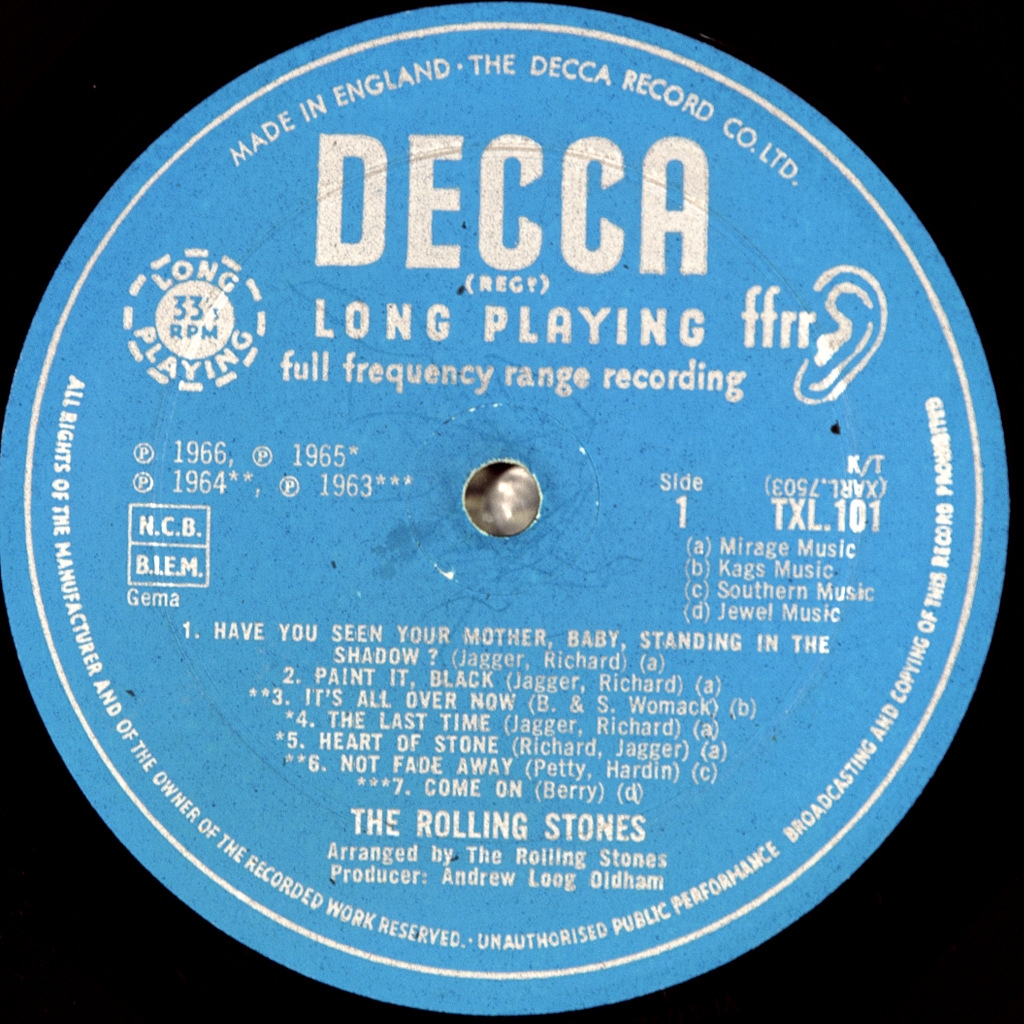 MADE IN ENGLAND · THE DECCA RECORD CO. LTD.
DECCA
(REGᵈ)
LONG PLAYING
33⅓
RPM
LONG PLAYING
ffrr
full frequency range recording
Ⓟ 1966, Ⓟ 1965*
Ⓟ 1964**, Ⓟ 1963***
N.C.B.
B.I.E.M.
Gema
K/T
Side
(XARL.7503)
1
TXL.101
(a) Mirage Music
(b) Kags Music
(c) Southern Music
(d) Jewel Music
1. HAVE YOU SEEN YOUR MOTHER, BABY, STANDING IN THE
SHADOW ? (Jagger, Richard) (a)
2. PAINT IT, BLACK (Jagger, Richard) (a)
**3. IT'S ALL OVER NOW (B. & S. Womack) (b)
*4. THE LAST TIME (Jagger, Richard) (a)
*5. HEART OF STONE (Richard, Jagger) (a)
**6. NOT FADE AWAY (Petty, Hardin) (c)
***7. COME ON (Berry) (d)
THE ROLLING STONES
Arranged by The Rolling Stones
Producer: Andrew Loog Oldham
ALL RIGHTS OF THE MANUFACTURER AND OF THE OWNER OF THE RECORDED WORK RESERVED. · UNAUTHORISED PUBLIC PERFORMANCE BROADCASTING AND COPYING OF THIS RECORD PROHIBITED